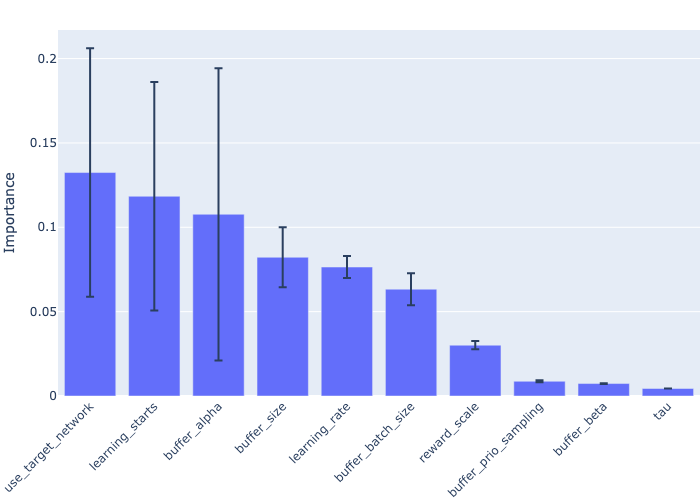 Importance
0.2
0.15
0.1
0.05
0
use_target_network
learning_starts
buffer_alpha
buffer_size
learning_rate
buffer_batch_size
reward_scale
buffer_prio_sampling
buffer_beta
tau